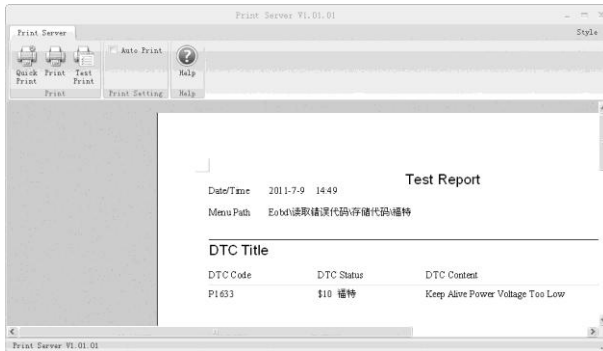 Print Server V1.01.01
Print Server
Style
Quick Print
Print
Test Print
Auto Print
Help
Print
Print Setting
Help
Test Report
Date/Time 2011-7-9 14:49
Menu Path Eobd\读取错误代码\存储代码\福特
DTC Title
DTC Code DTC Status DTC Content
P1633 $10 福特 Keep Alive Power Voltage Too Low
Print Server V1.01.01